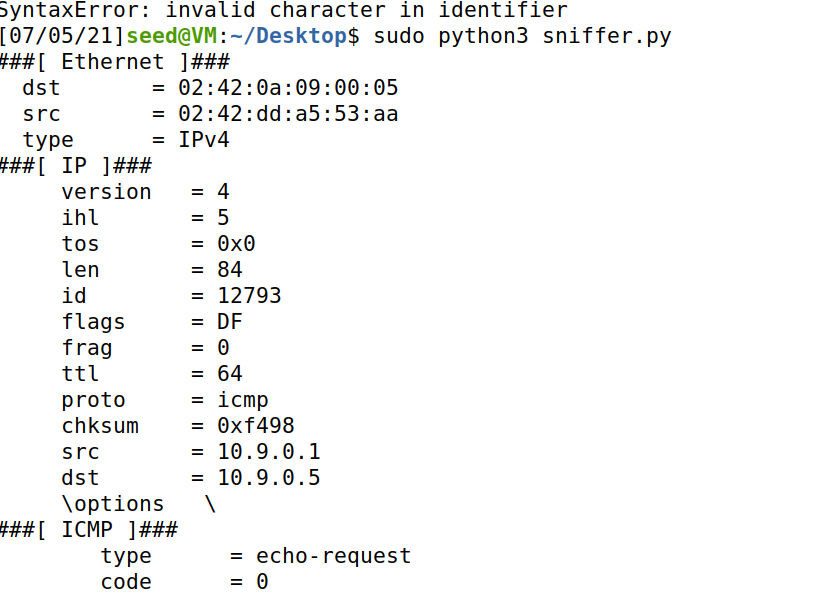 SyntaxError: invalid character in identifier
[07/05/21]seed@VM:~/Desktop$ sudo python3 sniffer.py
###[ Ethernet ]###
  dst       = 02:42:0a:09:00:05
  src       = 02:42:dd:a5:53:aa
  type      = IPv4
###[ IP ]###
     version   = 4
     ihl       = 5
     tos       = 0x0
     len       = 84
     id        = 12793
     flags     = DF
     frag      = 0
     ttl       = 64
     proto     = icmp
     chksum    = 0xf498
     src       = 10.9.0.1
     dst       = 10.9.0.5
     \options   \
###[ ICMP ]###
        type      = echo-request
        code      = 0